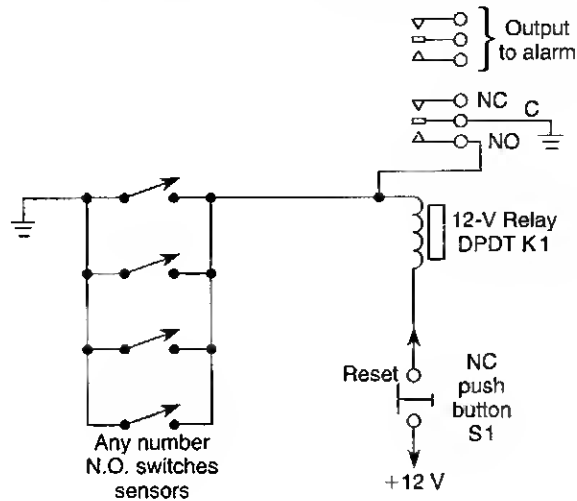 Output
to alarm
NC
C
NO
12-V Relay
DPDT K1
Reset
NC
push
button
S1
+12 V
Any number
N.O. switches
sensors